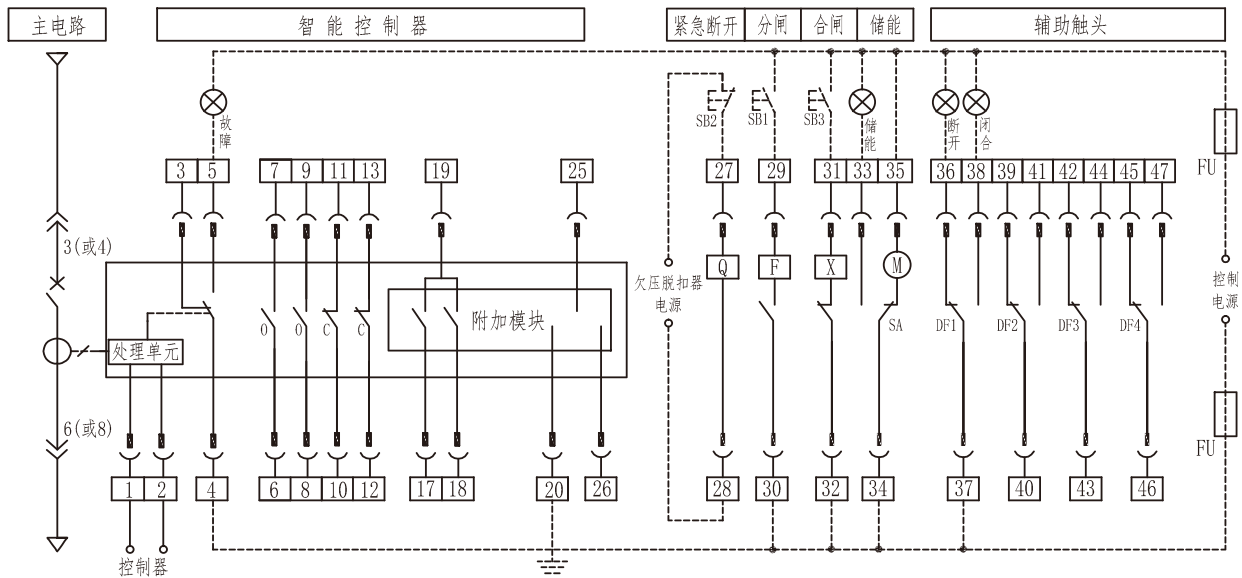 主电路 智能控制器 紧急断开 分闸 合闸 储能 辅助触头
故障 SB2 SB1 SB3 储能 断开 闭合
3 5 7 9 11 13 19 25 27 29 31 33 35 36 38 39 41 42 44 45 47 FU
3(或4)
Q F X M
欠压脱扣器电源
控制电源
O O C C 附加模块 SA DF1 DF2 DF3 DF4
处理单元
6(或8)
FU
1 2 4 6 8 10 12 17 18 20 26 28 30 32 34 37 40 43 46
控制器